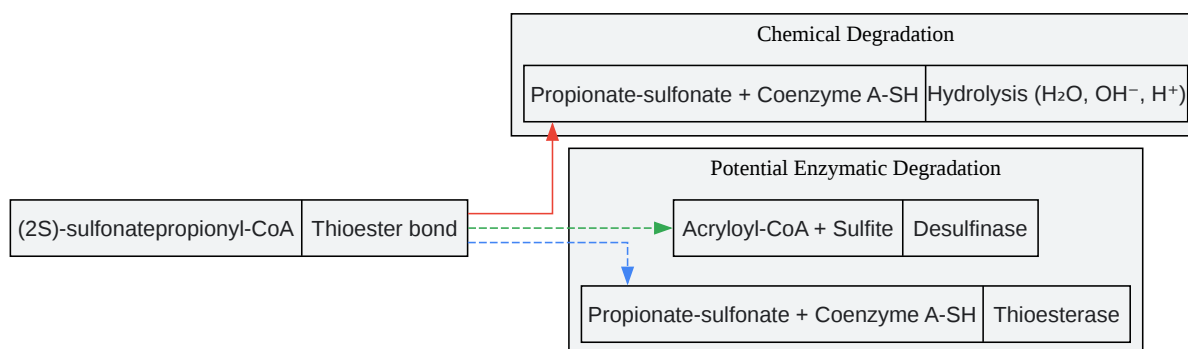 Chemical Degradation
Propionate-sulfonate + Coenzyme A-SH Hydrolysis (H₂O, OH⁻, H⁺)
Potential Enzymatic Degradation
(2S)-sulfonatepropionyl-CoA Thioester bond
Acryloyl-CoA + Sulfite Desulfinase
Propionate-sulfonate + Coenzyme A-SH Thioesterase